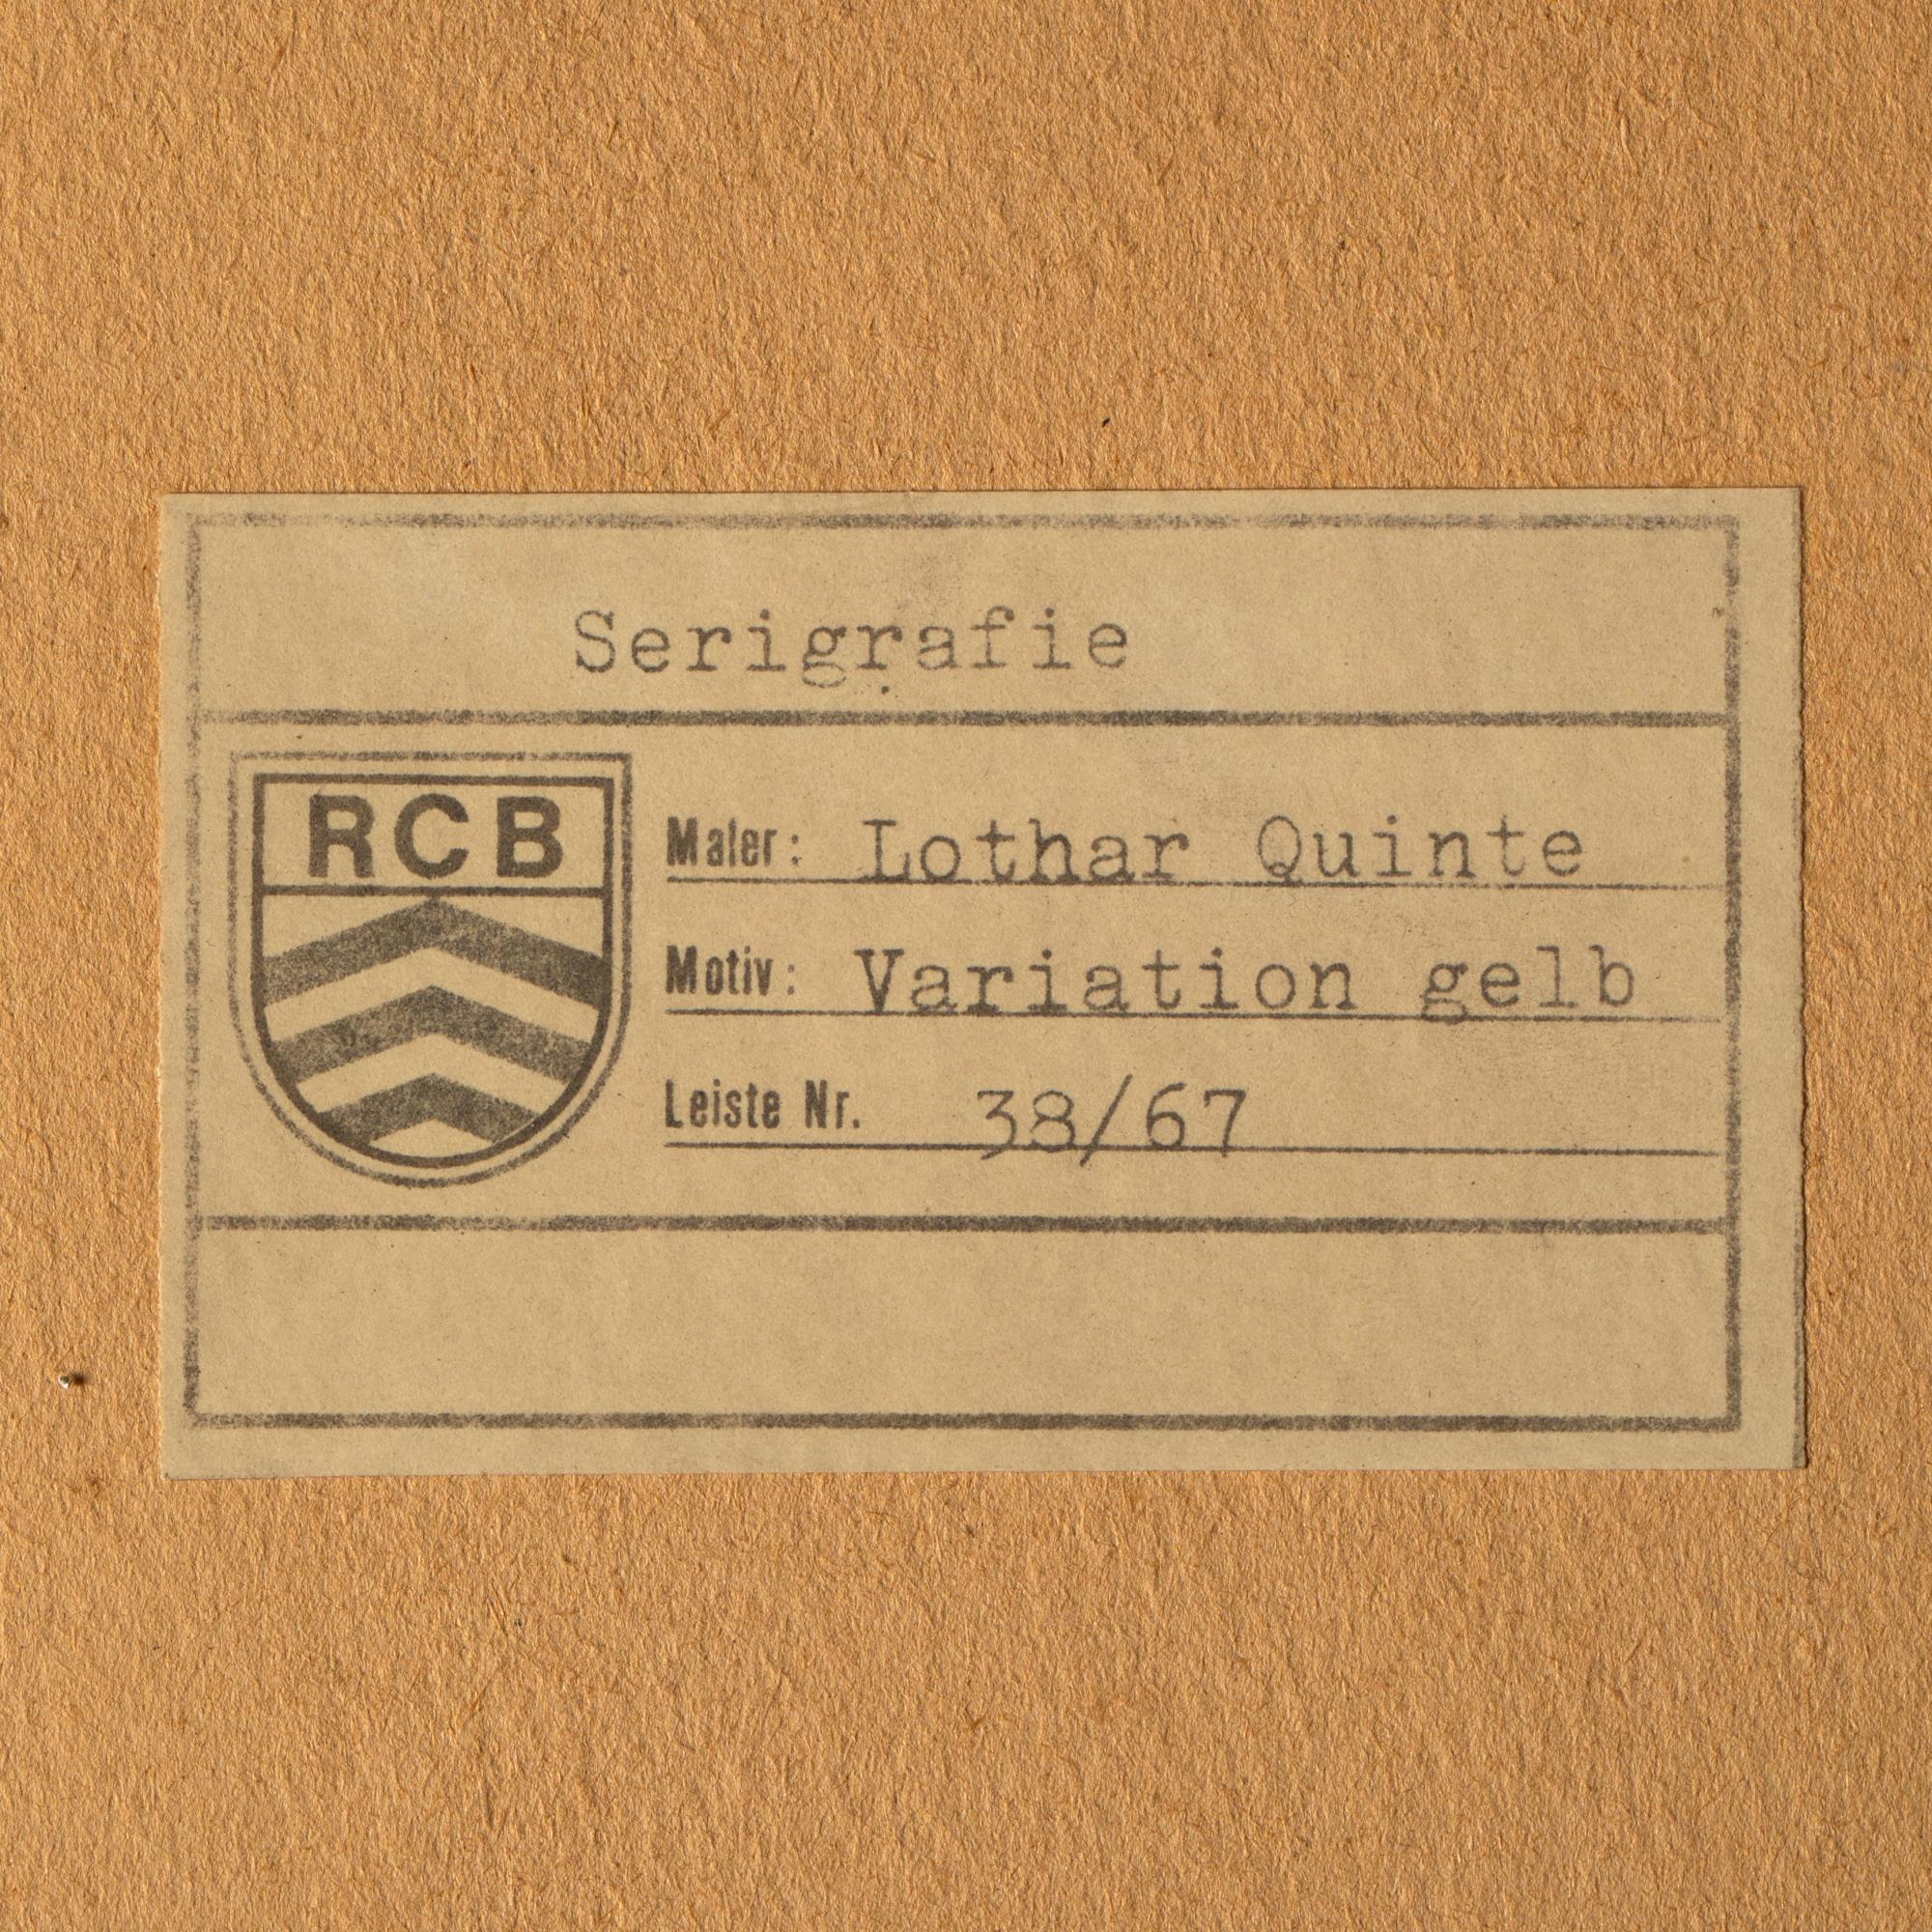 Serigrafie
RCB
Maler: Lothar Quinte
Motiv: Variation gelb
Leiste Nr. 38/67